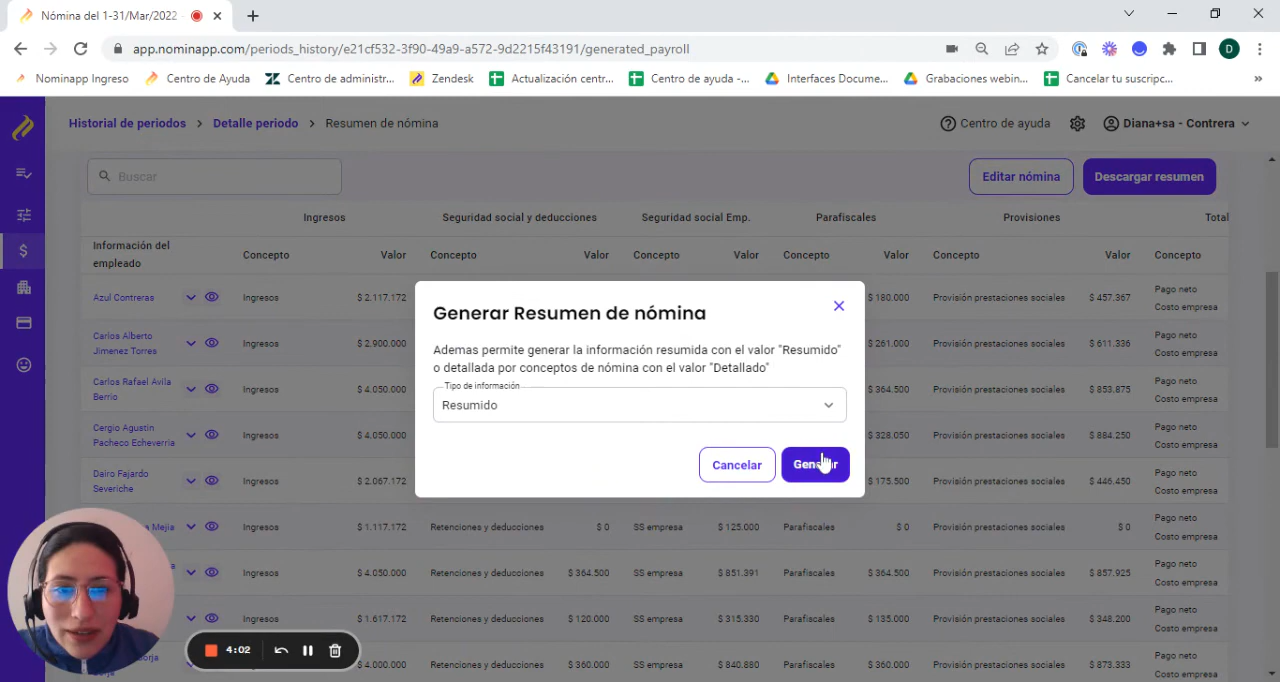 Nómina del 1-31/Mar/2022
app.nominapp.com/periods_history/e21cf532-3f90-49a9-a572-9d2215f43191/generated_payroll
D
Nominapp Ingreso
Centro de Ayuda
Centro de administr...
Zendesk
Actualización centr...
Centro de ayuda -...
Interfaces Docume...
Grabaciones webin...
Cancelar tu suscripc...
Historial de periodos > Detalle periodo > Resumen de nómina
Centro de ayuda
Diana+sa - Contrera
Buscar
Editar nómina
Descargar resumen
Ingresos Seguridad social y deducciones Seguridad social Emp. Parafiscales Provisiones Total
Información del
empleado
Concepto Valor Concepto Valor Concepto Valor Concepto Valor Concepto Valor Concepto
Azul Contreras Ingresos $ 2.117.172 $ 180.000 Provisión prestaciones sociales $ 457.367 Pago neto
Costo empresa
Carlos Alberto
Jimenez Torres Ingresos $ 2.900.000 $ 261.000 Provisión prestaciones sociales $ 611.336 Pago neto
Costo empresa
Carlos Rafael Avila
Berrio Ingresos $ 4.050.000 $ 364.500 Provisión prestaciones sociales $ 853.875 Pago neto
Costo empresa
Cergio Agustin
Pacheco Echeverria Ingresos $ 4.050.000 $ 328.050 Provisión prestaciones sociales $ 884.250 Pago neto
Costo empresa
Dairo Fajardo
Severiche Ingresos $ 2.067.172 $ 175.500 Provisión prestaciones sociales $ 446.450 Pago neto
Costo empresa
Mejia Ingresos $ 1.117.172 Retenciones y deducciones $ 0 SS empresa $ 125.000 Parafiscales $ 0 Provisión prestaciones sociales $ 0 Pago neto
Costo empresa
Ingresos $ 4.050.000 Retenciones y deducciones $ 364.500 SS empresa $ 851.391 Parafiscales $ 364.500 Provisión prestaciones sociales $ 857.925 Pago neto
Costo empresa
Ingresos $ 1.617.172 Retenciones y deducciones $ 120.000 SS empresa $ 315.330 Parafiscales $ 135.000 Provisión prestaciones sociales $ 348.200 Pago neto
Costo empresa
Ingresos $ 4.000.000 Retenciones y deducciones $ 360.000 SS empresa $ 840.880 Parafiscales $ 360.000 Provisión prestaciones sociales $ 873.333 Pago neto
Costo empresa
Generar Resumen de nómina
Ademas permite generar la información resumida con el valor "Resumido"
o detallada por conceptos de nómina con el valor "Detallado"
Tipo de información
Resumido
Cancelar
Generar
4:02